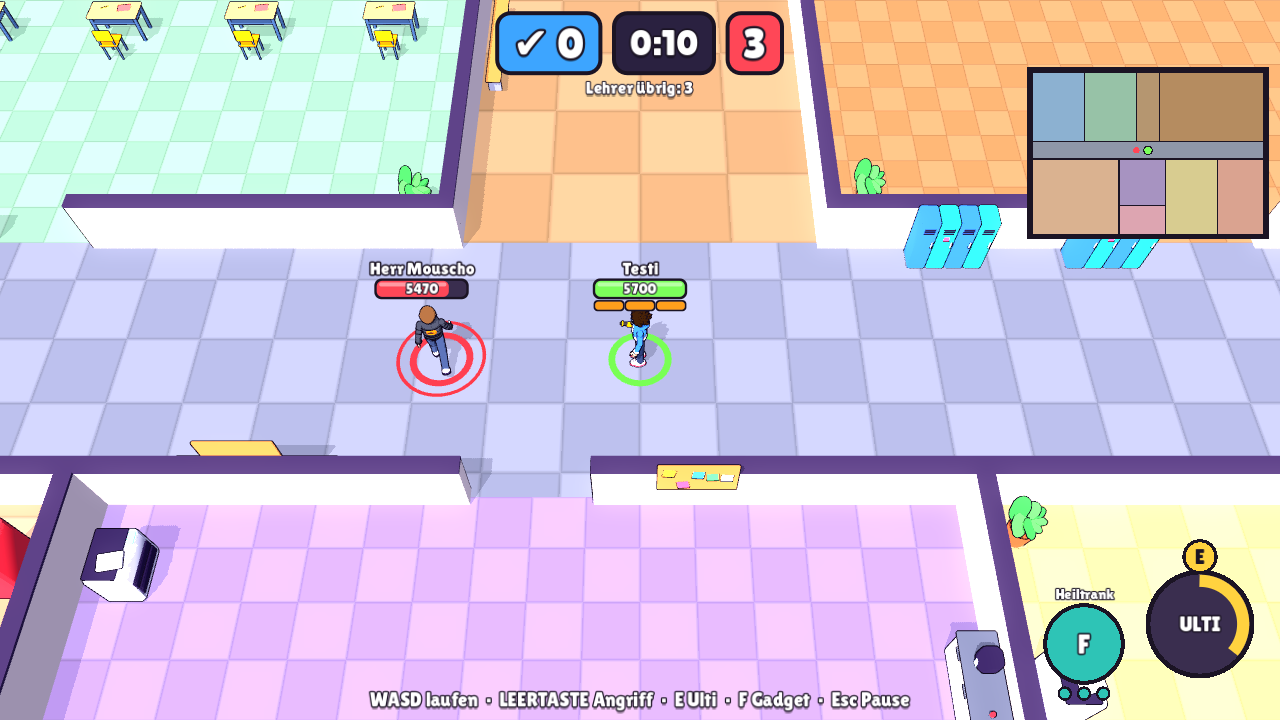 ✓ 0
0:10
3
Lehrer übrig: 3
Herr Mouscho
5470
Testi
5700
E
ULTI
Heiltrank
F
WASD laufen · LEERTASTE Angriff · E Ulti · F Gadget · Esc Pause